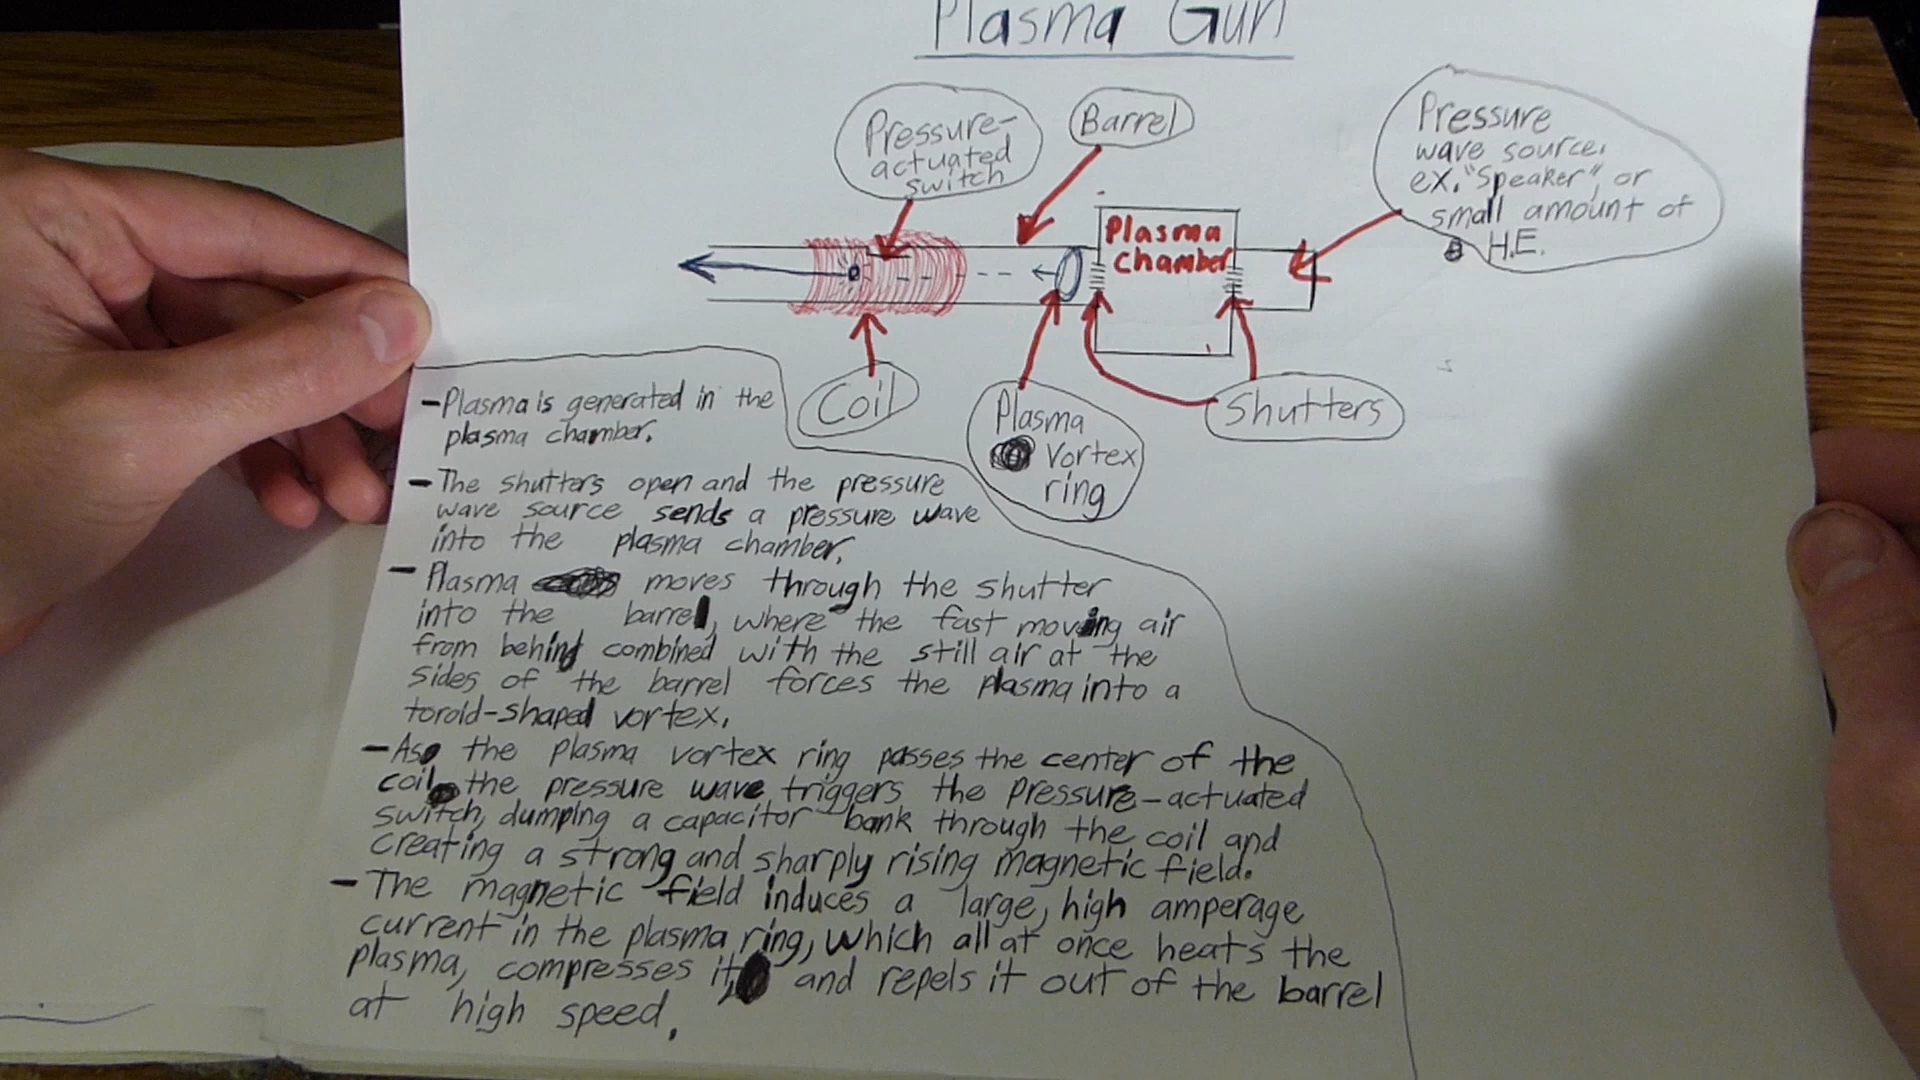 Plasma Gun
Pressure-
actuated
switch
Barrel
Pressure
wave source.
ex. "Speaker" or
small amount of
H.E.
Plasma
chamber
Coil
Plasma
vortex
ring
Shutters
- Plasma is generated in the
plasma chamber.
- The shutters open and the pressure
wave source sends a pressure wave
into the plasma chamber.
- Plasma moves through the shutter
into the barrel, where the fast moving air
from behind combined with the still air at the
sides of the barrel forces the plasma into a
toroid-shaped vortex.
- As the plasma vortex ring passes the center of the
coil the pressure wave triggers the pressure-actuated
switch, dumping a capacitor bank through the coil and
creating a strong and sharply rising magnetic field.
- The magnetic field induces a large, high amperage
current in the plasma ring, which all at once heats the
plasma, compresses it, and repels it out of the barrel
at high speed.